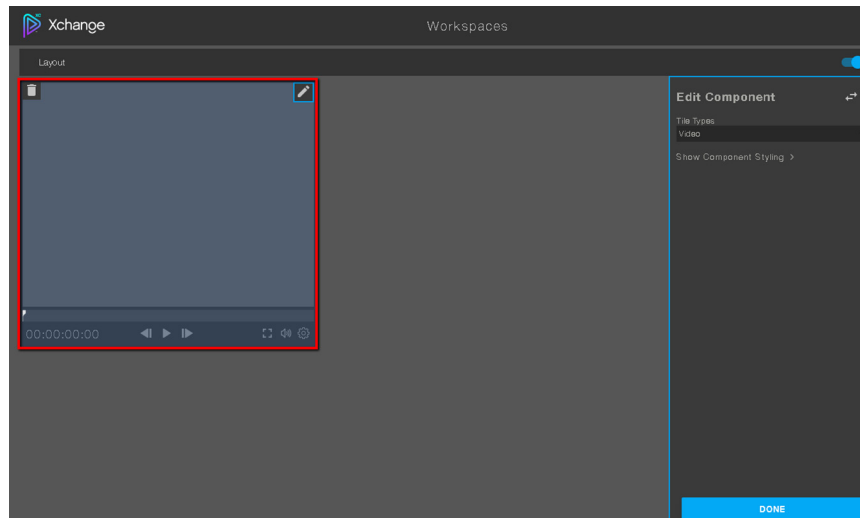 Xchange
Workspaces
Layout
Edit Component
Tile Types
Video
Show Component Styling >
00:00:00:00
DONE